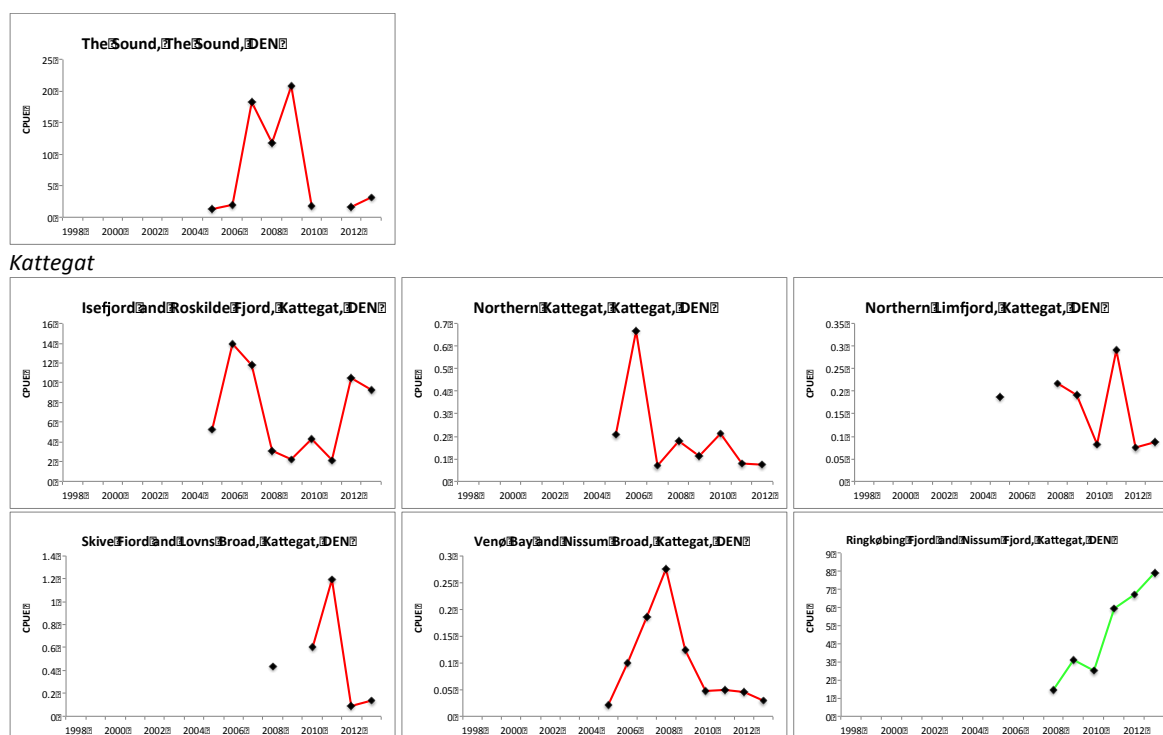 The Sound, The Sound, DEN
25
20
15
10
5
0
CPUE
1998 2000 2002 2004 2006 2008 2010 2012
Kattegat
Isefjord and Roskilde Fjord, Kattegat, DEN
16
14
12
10
8
6
4
2
0
CPUE
1998 2000 2002 2004 2006 2008 2010 2012
Northern Kattegat, Kattegat, DEN
0.7
0.6
0.5
0.4
0.3
0.2
0.1
0
CPUE
1998 2000 2002 2004 2006 2008 2010 2012
Northern Limfjord, Kattegat, DEN
0.35
0.3
0.25
0.2
0.15
0.1
0.05
0
CPUE
1998 2000 2002 2004 2006 2008 2010 2012
Skive Fiord and Lovns Broad, Kattegat, DEN
1.4
1.2
1
0.8
0.6
0.4
0.2
0
CPUE
1998 2000 2002 2004 2006 2008 2010 2012
Venø Bay and Nissum Broad, Kattegat, DEN
0.3
0.25
0.2
0.15
0.1
0.05
0
CPUE
1998 2000 2002 2004 2006 2008 2010 2012
Ringkøbing Fjord and Nissum Fjord, Kattegat, DEN
9
8
7
6
5
4
3
2
1
0
CPUE
1998 2000 2002 2004 2006 2008 2010 2012